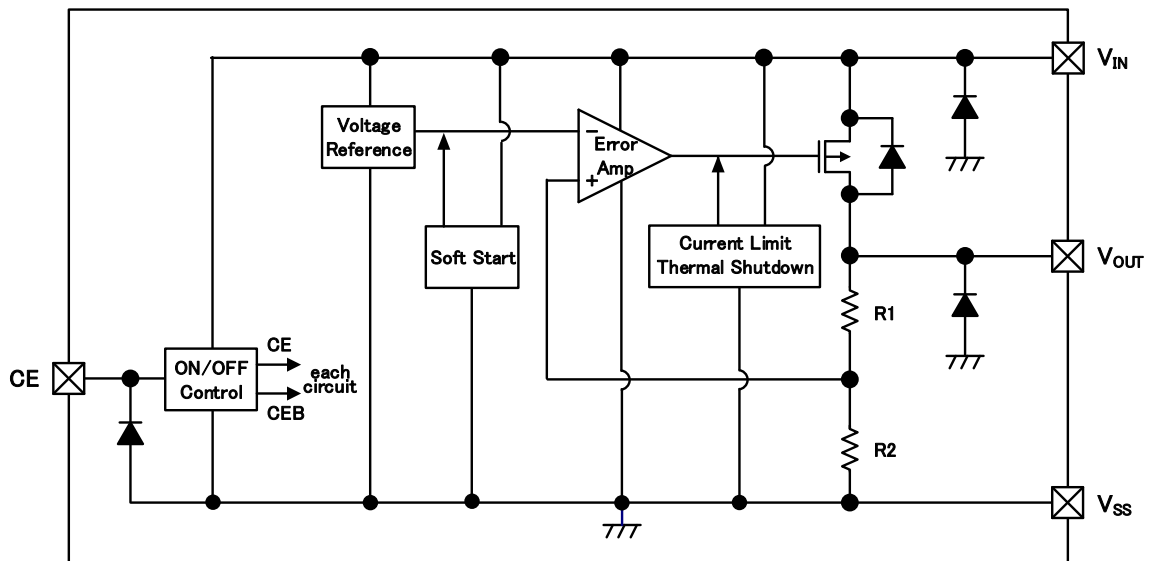 VIN
Voltage
Reference
−
Error
Amp
+
Soft Start
Current Limit
Thermal Shutdown
VOUT
R1
CE
ON/OFF
Control
CE
each
circuit
CEB
R2
VSS